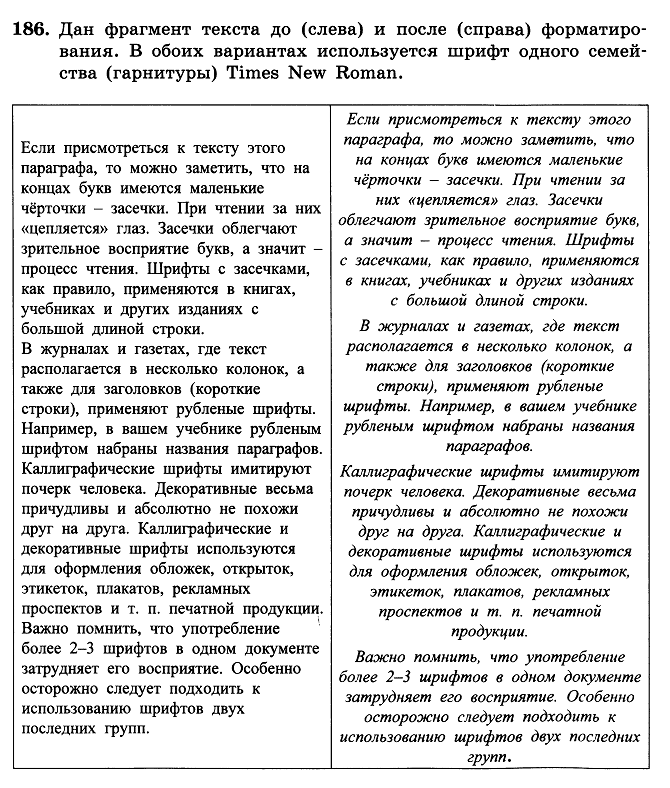 186. Дан фрагмент текста до (слева) и после (справа) форматиро-
вания. В обоих вариантах используется шрифт одного семей-
ства (гарнитуры) Times New Roman.
Если присмотреться к тексту этого
параграфа, то можно заметить, что на
концах букв имеются маленькие
чёрточки – засечки. При чтении за них
«цепляется» глаз. Засечки облегчают
зрительное восприятие букв, а значит –
процесс чтения. Шрифты с засечками,
как правило, применяются в книгах,
учебниках и других изданиях с
большой длиной строки.
В журналах и газетах, где текст
располагается в несколько колонок, а
также для заголовков (короткие
строки), применяют рубленые шрифты.
Например, в вашем учебнике рубленым
шрифтом набраны названия параграфов.
Каллиграфические шрифты имитируют
почерк человека. Декоративные весьма
причудливы и абсолютно не похожи
друг на друга. Каллиграфические и
декоративные шрифты используются
для оформления обложек, открыток,
этикеток, плакатов, рекламных
проспектов и т. п. печатной продукции.
Важно помнить, что употребление
более 2–3 шрифтов в одном документе
затрудняет его восприятие. Особенно
осторожно следует подходить к
использованию шрифтов двух
последних групп.
Если присмотреться к тексту этого
параграфа, то можно заметить, что
на концах букв имеются маленькие
чёрточки – засечки. При чтении за
них «цепляется» глаз. Засечки
облегчают зрительное восприятие букв,
а значит – процесс чтения. Шрифты
с засечками, как правило, применяются
в книгах, учебниках и других изданиях
с большой длиной строки.
В журналах и газетах, где текст
располагается в несколько колонок, а
также для заголовков (короткие
строки), применяют рубленые
шрифты. Например, в вашем учебнике
рубленым шрифтом набраны названия
параграфов.
Каллиграфические шрифты имитируют
почерк человека. Декоративные весьма
причудливы и абсолютно не похожи
друг на друга. Каллиграфические и
декоративные шрифты используются
для оформления обложек, открыток,
этикеток, плакатов, рекламных
проспектов и т. п. печатной
продукции.
Важно помнить, что употребление
более 2–3 шрифтов в одном документе
затрудняет его восприятие. Особенно
осторожно следует подходить к
использованию шрифтов двух последних
групп.